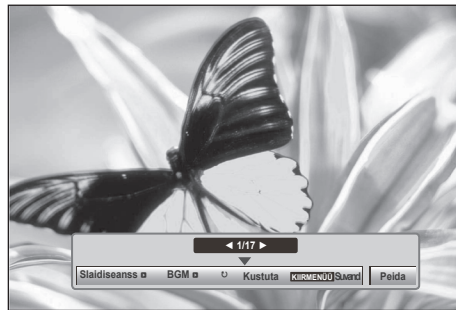 ◀ 1/17 ▶
Slaidiseanss BGM ↻ Kustuta KIIRMENÜÜ Suvand Peida